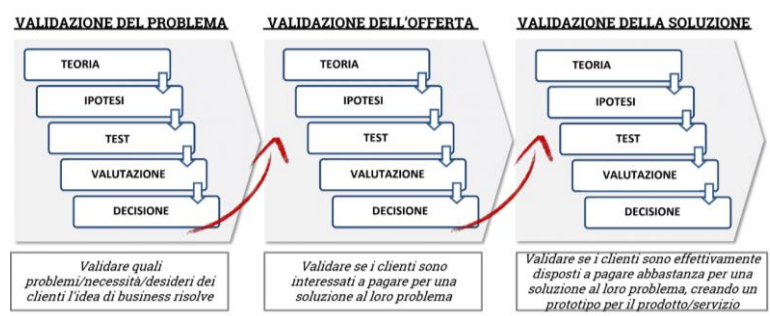 VALIDAZIONE DEL PROBLEMA
TEORIA
IPOTESI
TEST
VALUTAZIONE
DECISIONE
Validare quali
problemi/necessità/desideri dei
clienti l'idea di business risolve
VALIDAZIONE DELL'OFFERTA
TEORIA
IPOTESI
TEST
VALUTAZIONE
DECISIONE
Validare se i clienti sono
interessati a pagare per una
soluzione al loro problema
VALIDAZIONE DELLA SOLUZIONE
TEORIA
IPOTESI
TEST
VALUTAZIONE
DECISIONE
Validare se i clienti sono effettivamente
disposti a pagare abbastanza per una
soluzione al loro problema, creando un
prototipo per il prodotto/servizio